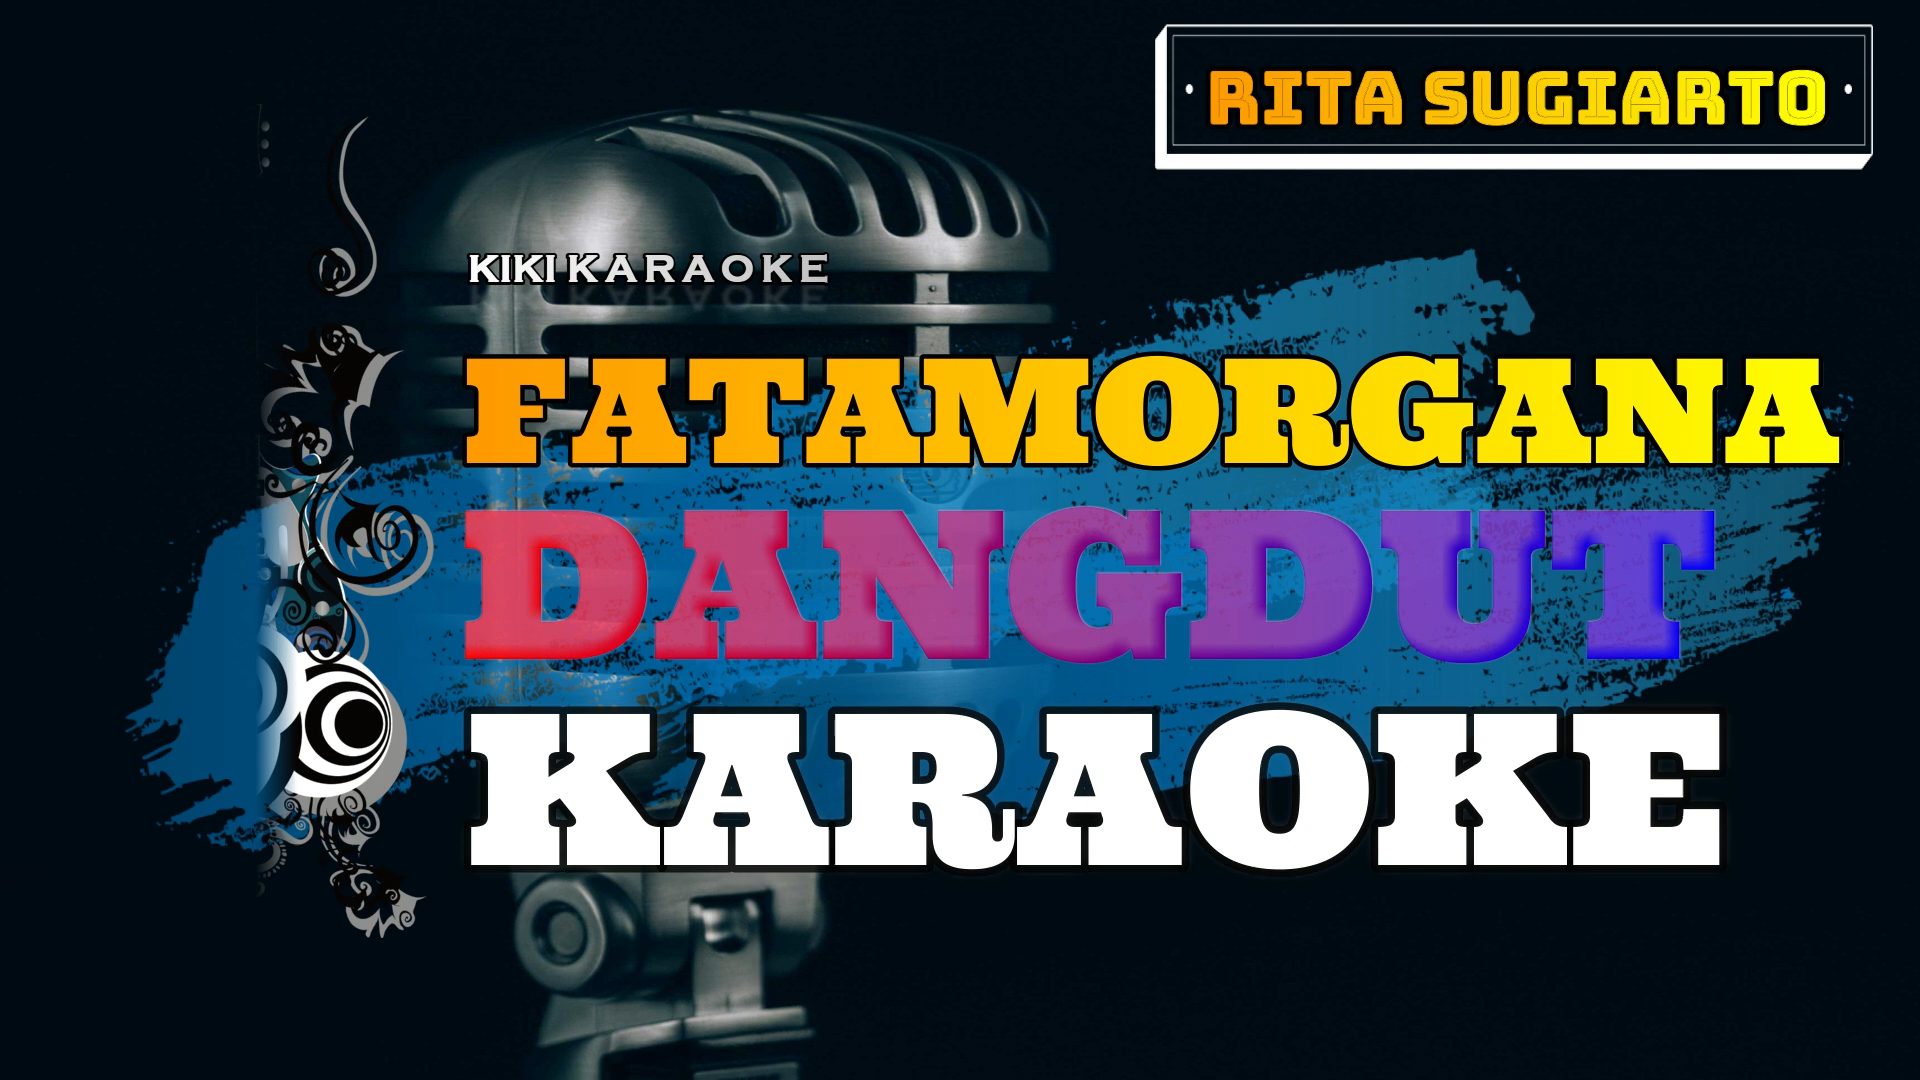 RITA SUGIARTO
KIKI KARAOKE
FATAMORGANA
DANGDUT
KARAOKE